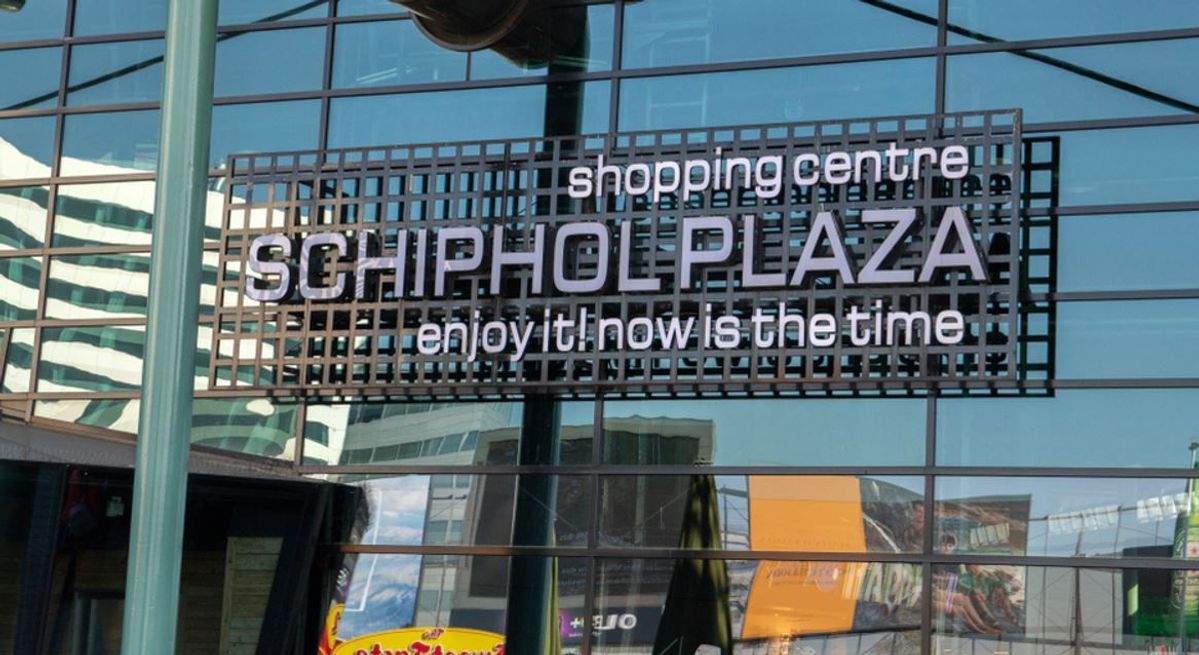 shopping centre
SCHIPHOL PLAZA
enjoy it! now is the time